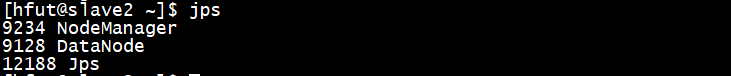 [hfut@slave2 ~]$ jps
9234 NodeManager
9128 DataNode
12188 Jps